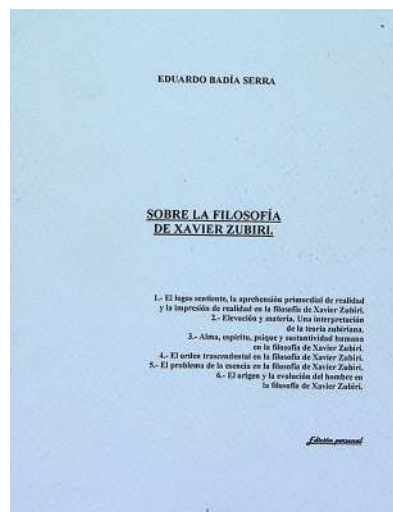 EDUARDO BADÍA SERRA
SOBRE LA FILOSOFÍA
DE XAVIER ZUBIRI.
1.- El logos sentiente, la aprehensión primordial de realidad
y la impresión de realidad en la filosofía de Xavier Zubiri.
2.- Elevación y materia. Una interpretación
de la teoría zubiriana.
3.- Alma, espíritu, psique y sustantividad humana
en la filosofía de Xavier Zubiri.
4.- El orden trascendental en la filosofía de Xavier Zubiri.
5.- El problema de la esencia en la filosofía de Xavier Zubiri.
6.- El origen y la evolución del hombre en
la filosofía de Xavier Zubiri.
Edición personal